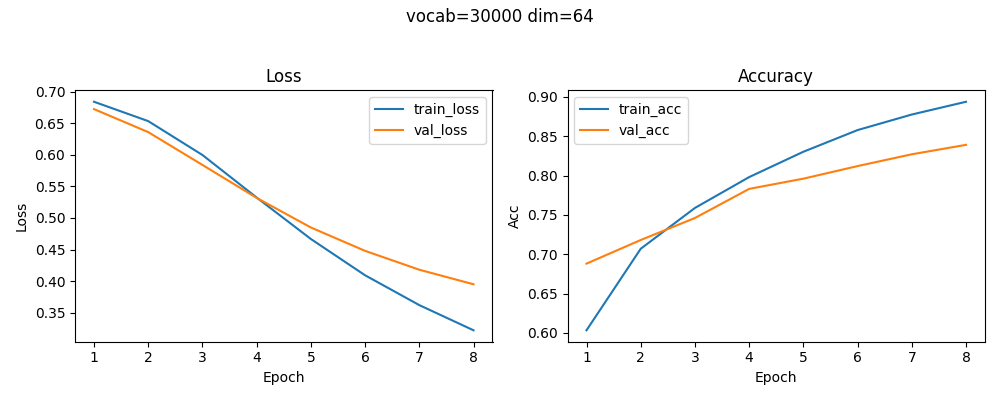 vocab=30000 dim=64
Loss
train_loss
val_loss
0.70
0.65
0.60
0.55
0.50
0.45
0.40
0.35
Loss
1 2 3 4 5 6 7 8
Epoch
Accuracy
train_acc
val_acc
0.90
0.85
0.80
0.75
0.70
0.65
0.60
Acc
1 2 3 4 5 6 7 8
Epoch